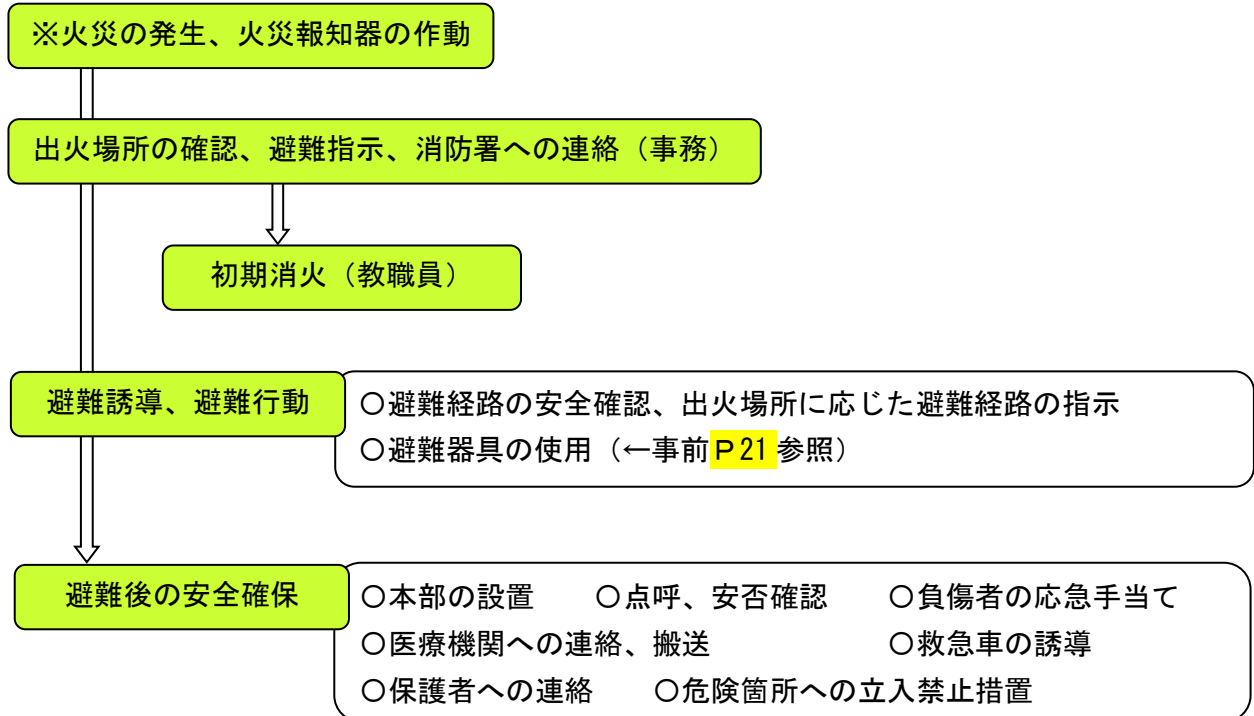 ※火災の発生、火災報知器の作動
出火場所の確認、避難指示、消防署への連絡（事務）
初期消火（教職員）
避難誘導、避難行動
○避難経路の安全確認、出火場所に応じた避難経路の指示
○避難器具の使用（←事前Ｐ21参照）
避難後の安全確保
○本部の設置　　○点呼、安否確認　　○負傷者の応急手当て
○医療機関への連絡、搬送　　○救急車の誘導
○保護者への連絡　　○危険箇所への立入禁止措置